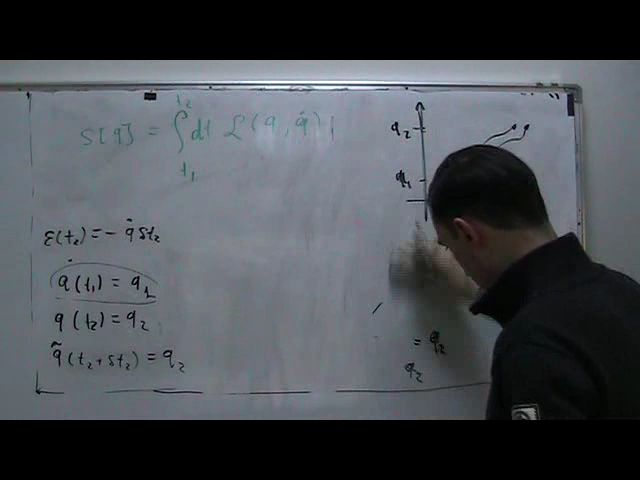 S[q] = ∫_{t_1}^{t_2} dt ℒ(q, q̇)
q_2
q_1
ε(t_2) = - q̇ δt_2
q(t_1) = q_1
q(t_2) = q_2
q̃(t_2 + δt_2) = q_2
= q_2
q_2